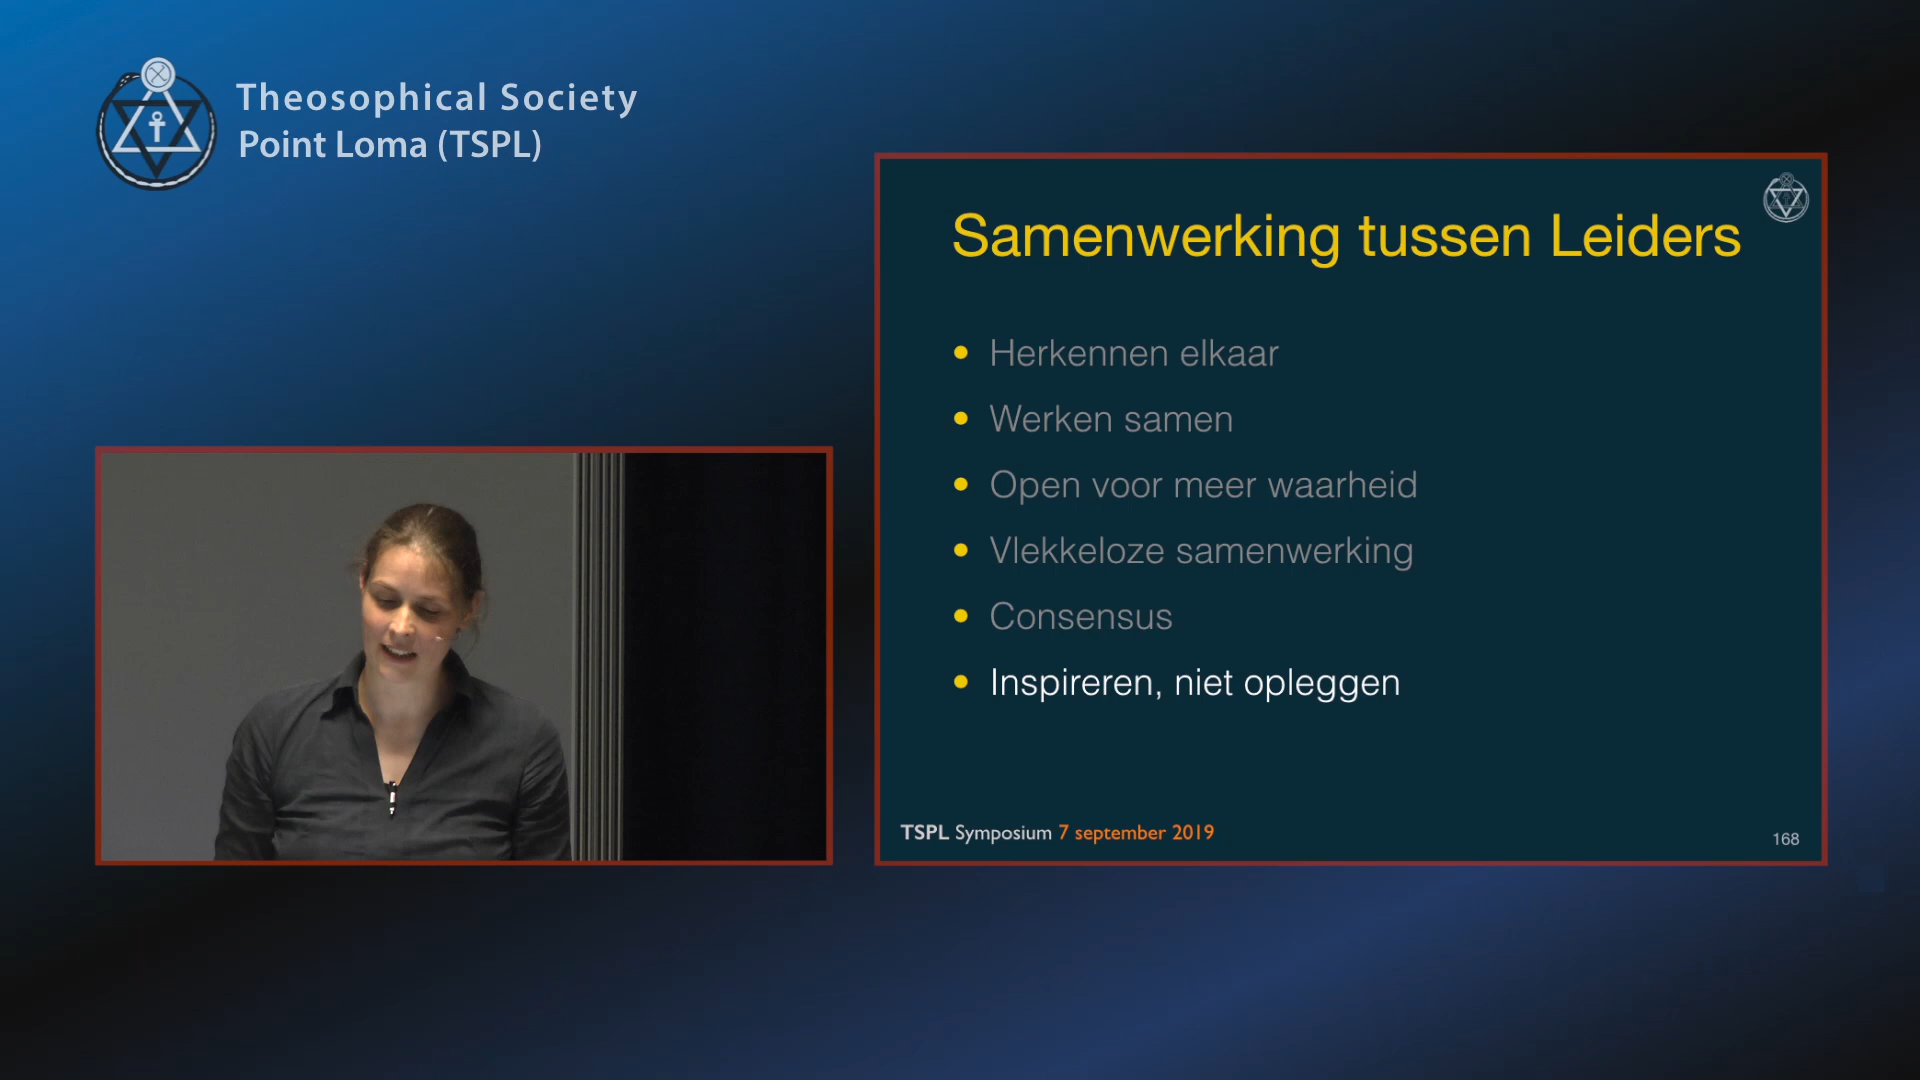 Theosophical Society
Point Loma (TSPL)
Samenwerking tussen Leiders
Herkennen elkaar
Werken samen
Open voor meer waarheid
Vlekkeloze samenwerking
Consensus
Inspireren, niet opleggen
TSPL Symposium 7 september 2019
168